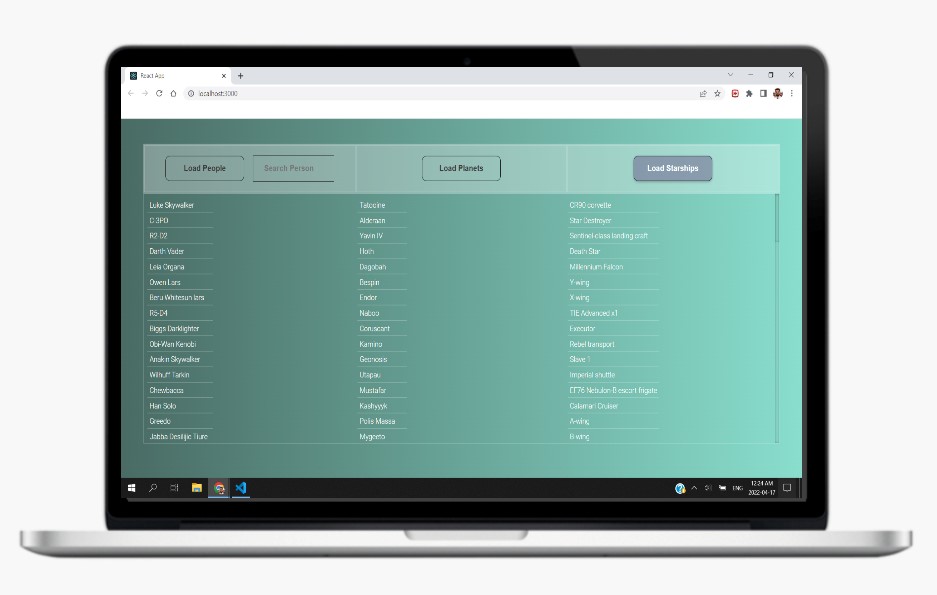 React App
localhost:3000
Load People
Search Person
Load Planets
Load Starships
Luke Skywalker
Tatooine
CR90 corvette
C-3PO
Alderaan
Star Destroyer
R2-D2
Yavin IV
Sentinel-class landing craft
Darth Vader
Hoth
Death Star
Leia Organa
Dagobah
Millennium Falcon
Owen Lars
Bespin
Y-wing
Beru Whitesun lars
Endor
X-wing
R5-D4
Naboo
TIE Advanced x1
Biggs Darklighter
Coruscant
Executor
Obi-Wan Kenobi
Kamino
Rebel transport
Anakin Skywalker
Geonosis
Slave 1
Wilhuff Tarkin
Utapau
Imperial shuttle
Chewbacca
Mustafar
EF76 Nebulon-B escort frigate
Han Solo
Kashyyyk
Calamari Cruiser
Greedo
Polis Massa
A-wing
Jabba Desilijic Tiure
Mygeeto
B-wing
ENG
12:24 AM
2022-04-17